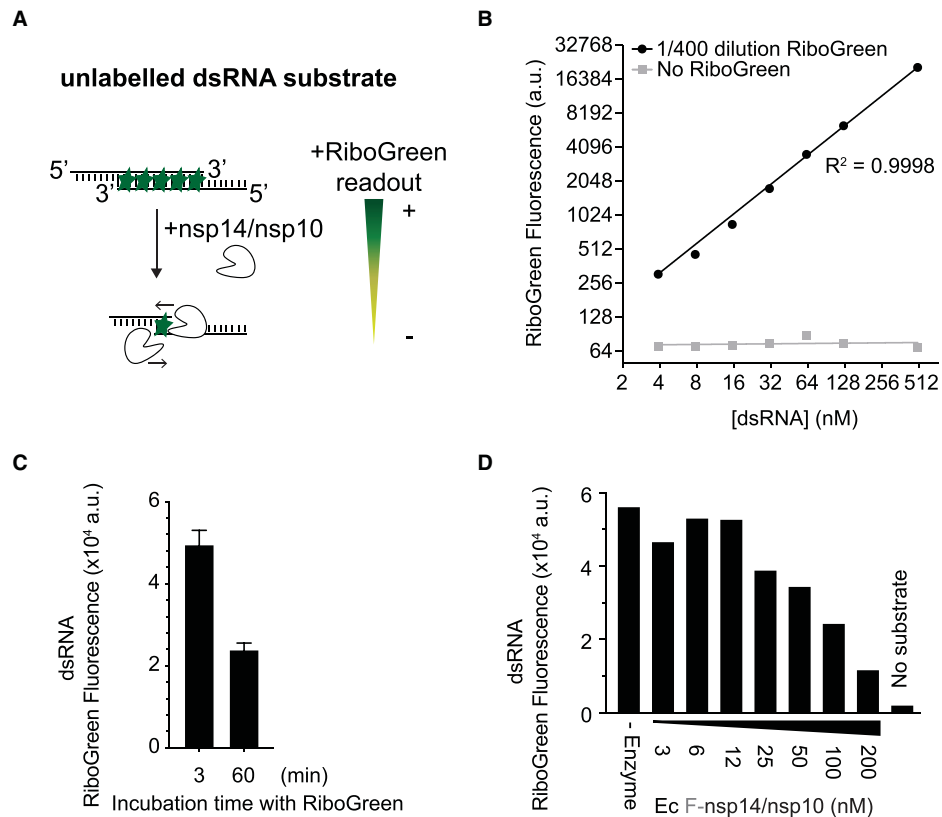 A
unlabelled dsRNA substrate
5’
3’
3’
5’
+nsp14/nsp10
+RiboGreen
readout
+
-
B
1/400 dilution RiboGreen
No RiboGreen
RiboGreen Fluorescence (a.u.)
32768
16384
8192
4096
2048
1024
512
256
128
64
R² = 0.9998
2 4 8 16 32 64 128 256 512
[dsRNA] (nM)
C
dsRNA
RiboGreen Fluorescence (x10⁴ a.u.)
6
4
2
0
3 60 (min)
Incubation time with RiboGreen
D
dsRNA
RiboGreen Fluorescence (x10⁴ a.u.)
6
4
2
0
No substrate
- Enzyme 3 6 12 25 50 100 200
Ec F-nsp14/nsp10 (nM)